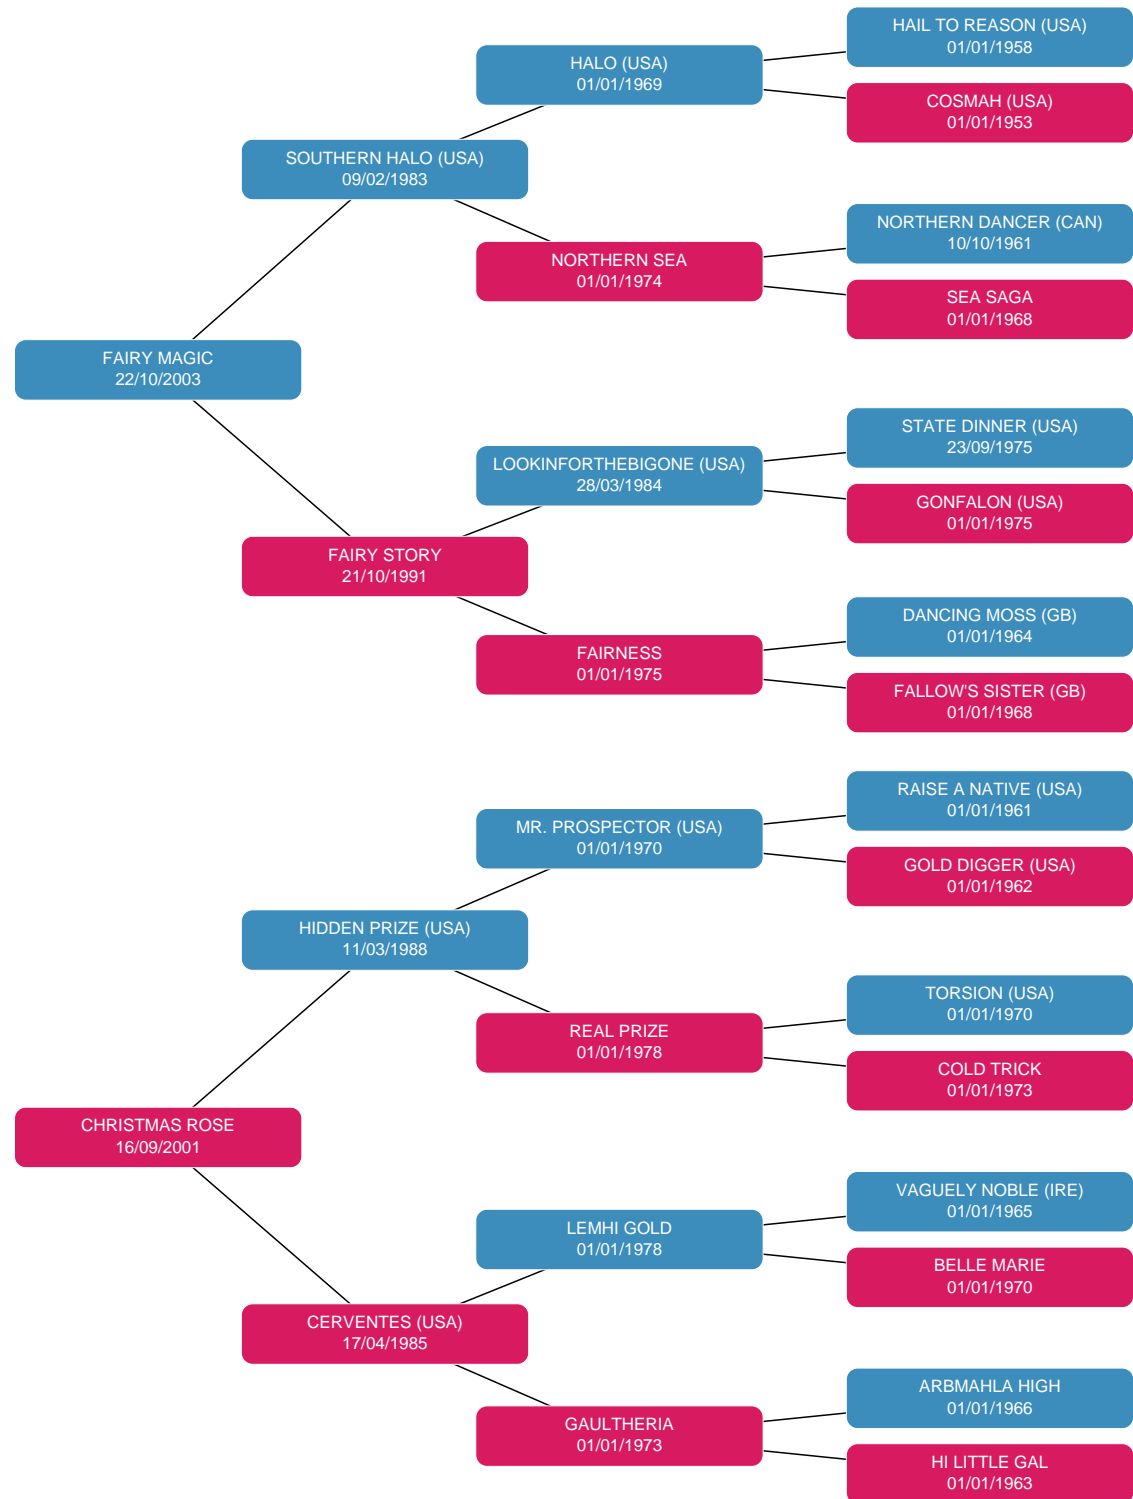 HAIL TO REASON (USA)
01/01/1958
HALO (USA)
01/01/1969
COSMAH (USA)
01/01/1953
SOUTHERN HALO (USA)
09/02/1983
NORTHERN DANCER (CAN)
10/10/1961
NORTHERN SEA
01/01/1974
SEA SAGA
01/01/1968
FAIRY MAGIC
22/10/2003
STATE DINNER (USA)
23/09/1975
LOOKINFORTHEBIGONE (USA)
28/03/1984
GONFALON (USA)
01/01/1975
FAIRY STORY
21/10/1991
DANCING MOSS (GB)
01/01/1964
FAIRNESS
01/01/1975
FALLOW'S SISTER (GB)
01/01/1968
RAISE A NATIVE (USA)
01/01/1961
MR. PROSPECTOR (USA)
01/01/1970
GOLD DIGGER (USA)
01/01/1962
HIDDEN PRIZE (USA)
11/03/1988
TORSION (USA)
01/01/1970
REAL PRIZE
01/01/1978
COLD TRICK
01/01/1973
CHRISTMAS ROSE
16/09/2001
VAGUELY NOBLE (IRE)
01/01/1965
LEMHI GOLD
01/01/1978
BELLE MARIE
01/01/1970
CERVENTES (USA)
17/04/1985
ARBMAHLA HIGH
01/01/1966
GAULTHERIA
01/01/1973
HI LITTLE GAL
01/01/1963